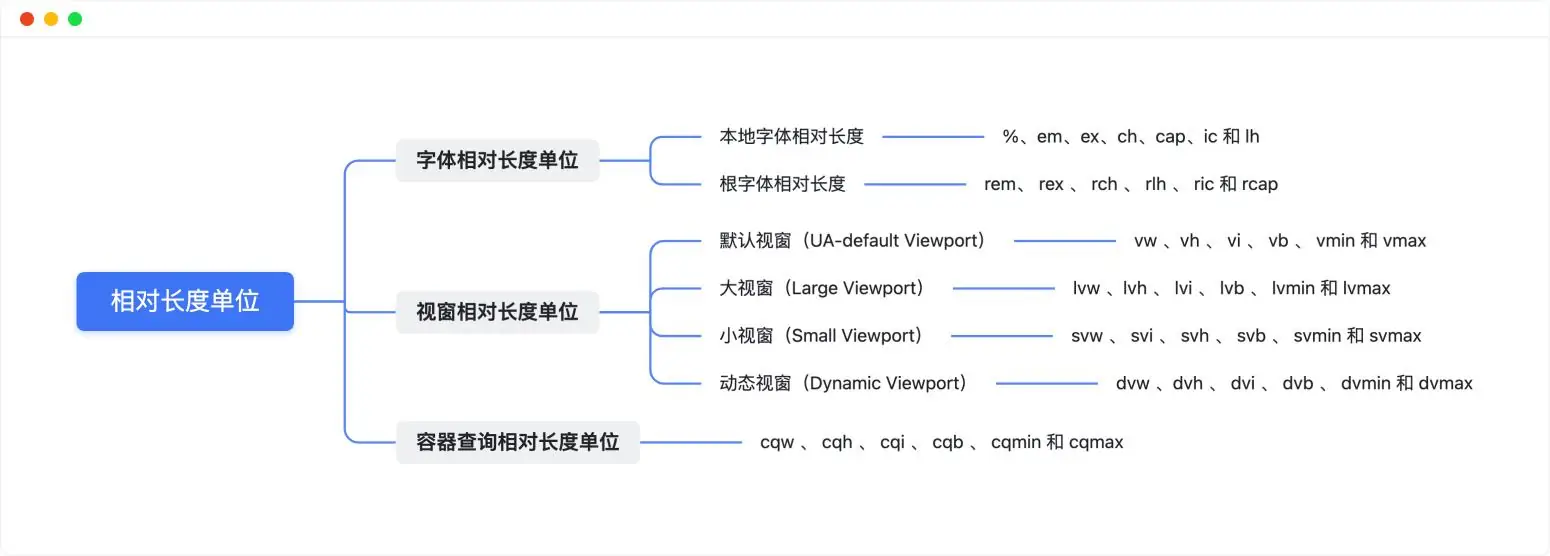 相对长度单位
字体相对长度单位
本地字体相对长度
%、em、ex、ch、cap、ic 和 lh
根字体相对长度
rem、 rex 、 rch 、 rlh 、 ric 和 rcap
视窗相对长度单位
默认视窗（UA-default Viewport）
vw 、vh 、 vi 、 vb 、 vmin 和 vmax
大视窗（Large Viewport）
lvw 、lvh 、 lvi 、 lvb 、 lvmin 和 lvmax
小视窗（Small Viewport）
svw 、 svi 、 svh 、 svb 、 svmin 和 svmax
动态视窗（Dynamic Viewport）
dvw 、dvh 、 dvi 、 dvb 、 dvmin 和 dvmax
容器查询相对长度单位
cqw 、 cqh 、 cqi 、 cqb 、 cqmin 和 cqmax